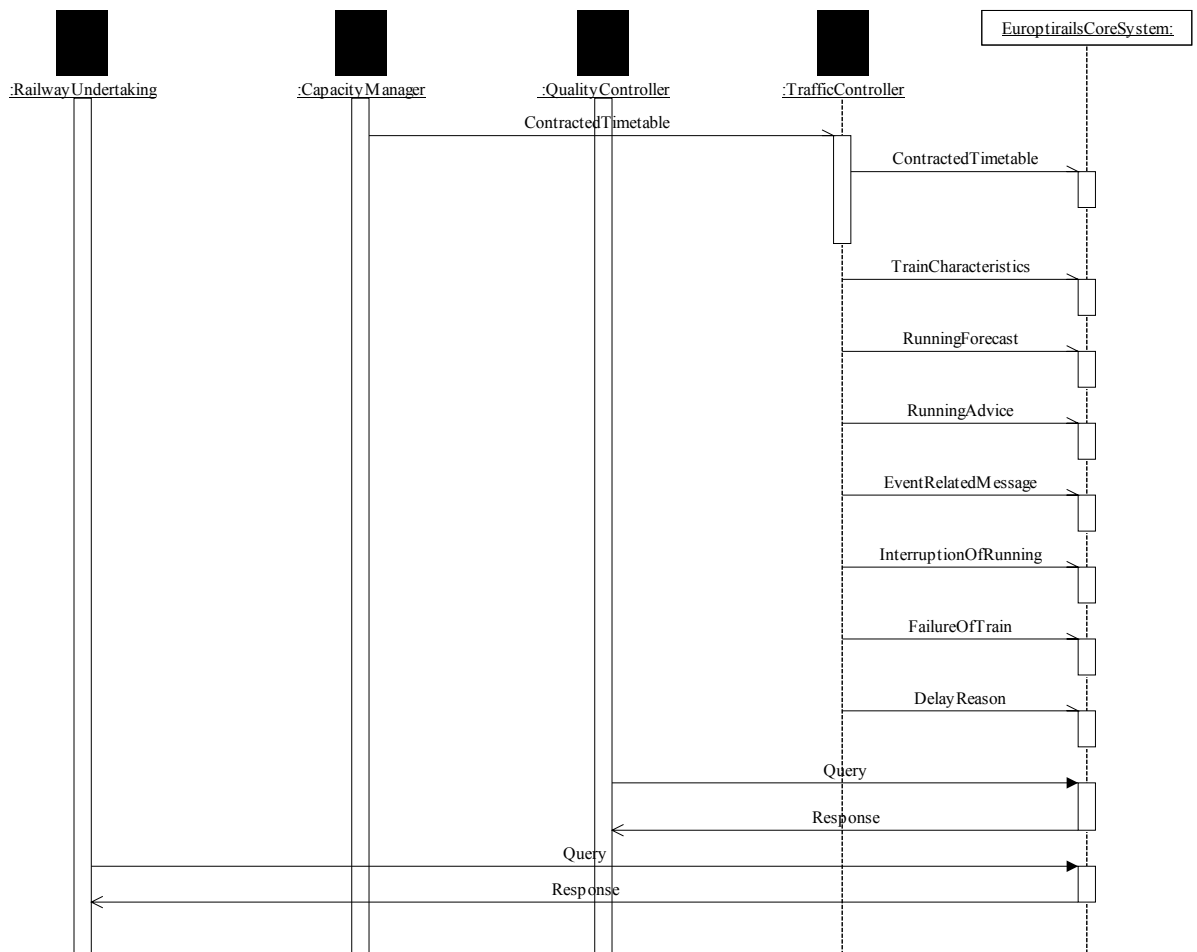 EuroptirailsCoreSystem:
:RailwayUndertaking
:CapacityManager
:QualityController
:TrafficController
ContractedTimetable
ContractedTimetable
TrainCharacteristics
RunningForecast
RunningAdvice
EventRelatedMessage
InterruptionOfRunning
FailureOfTrain
DelayReason
Query
Response
Query
Response